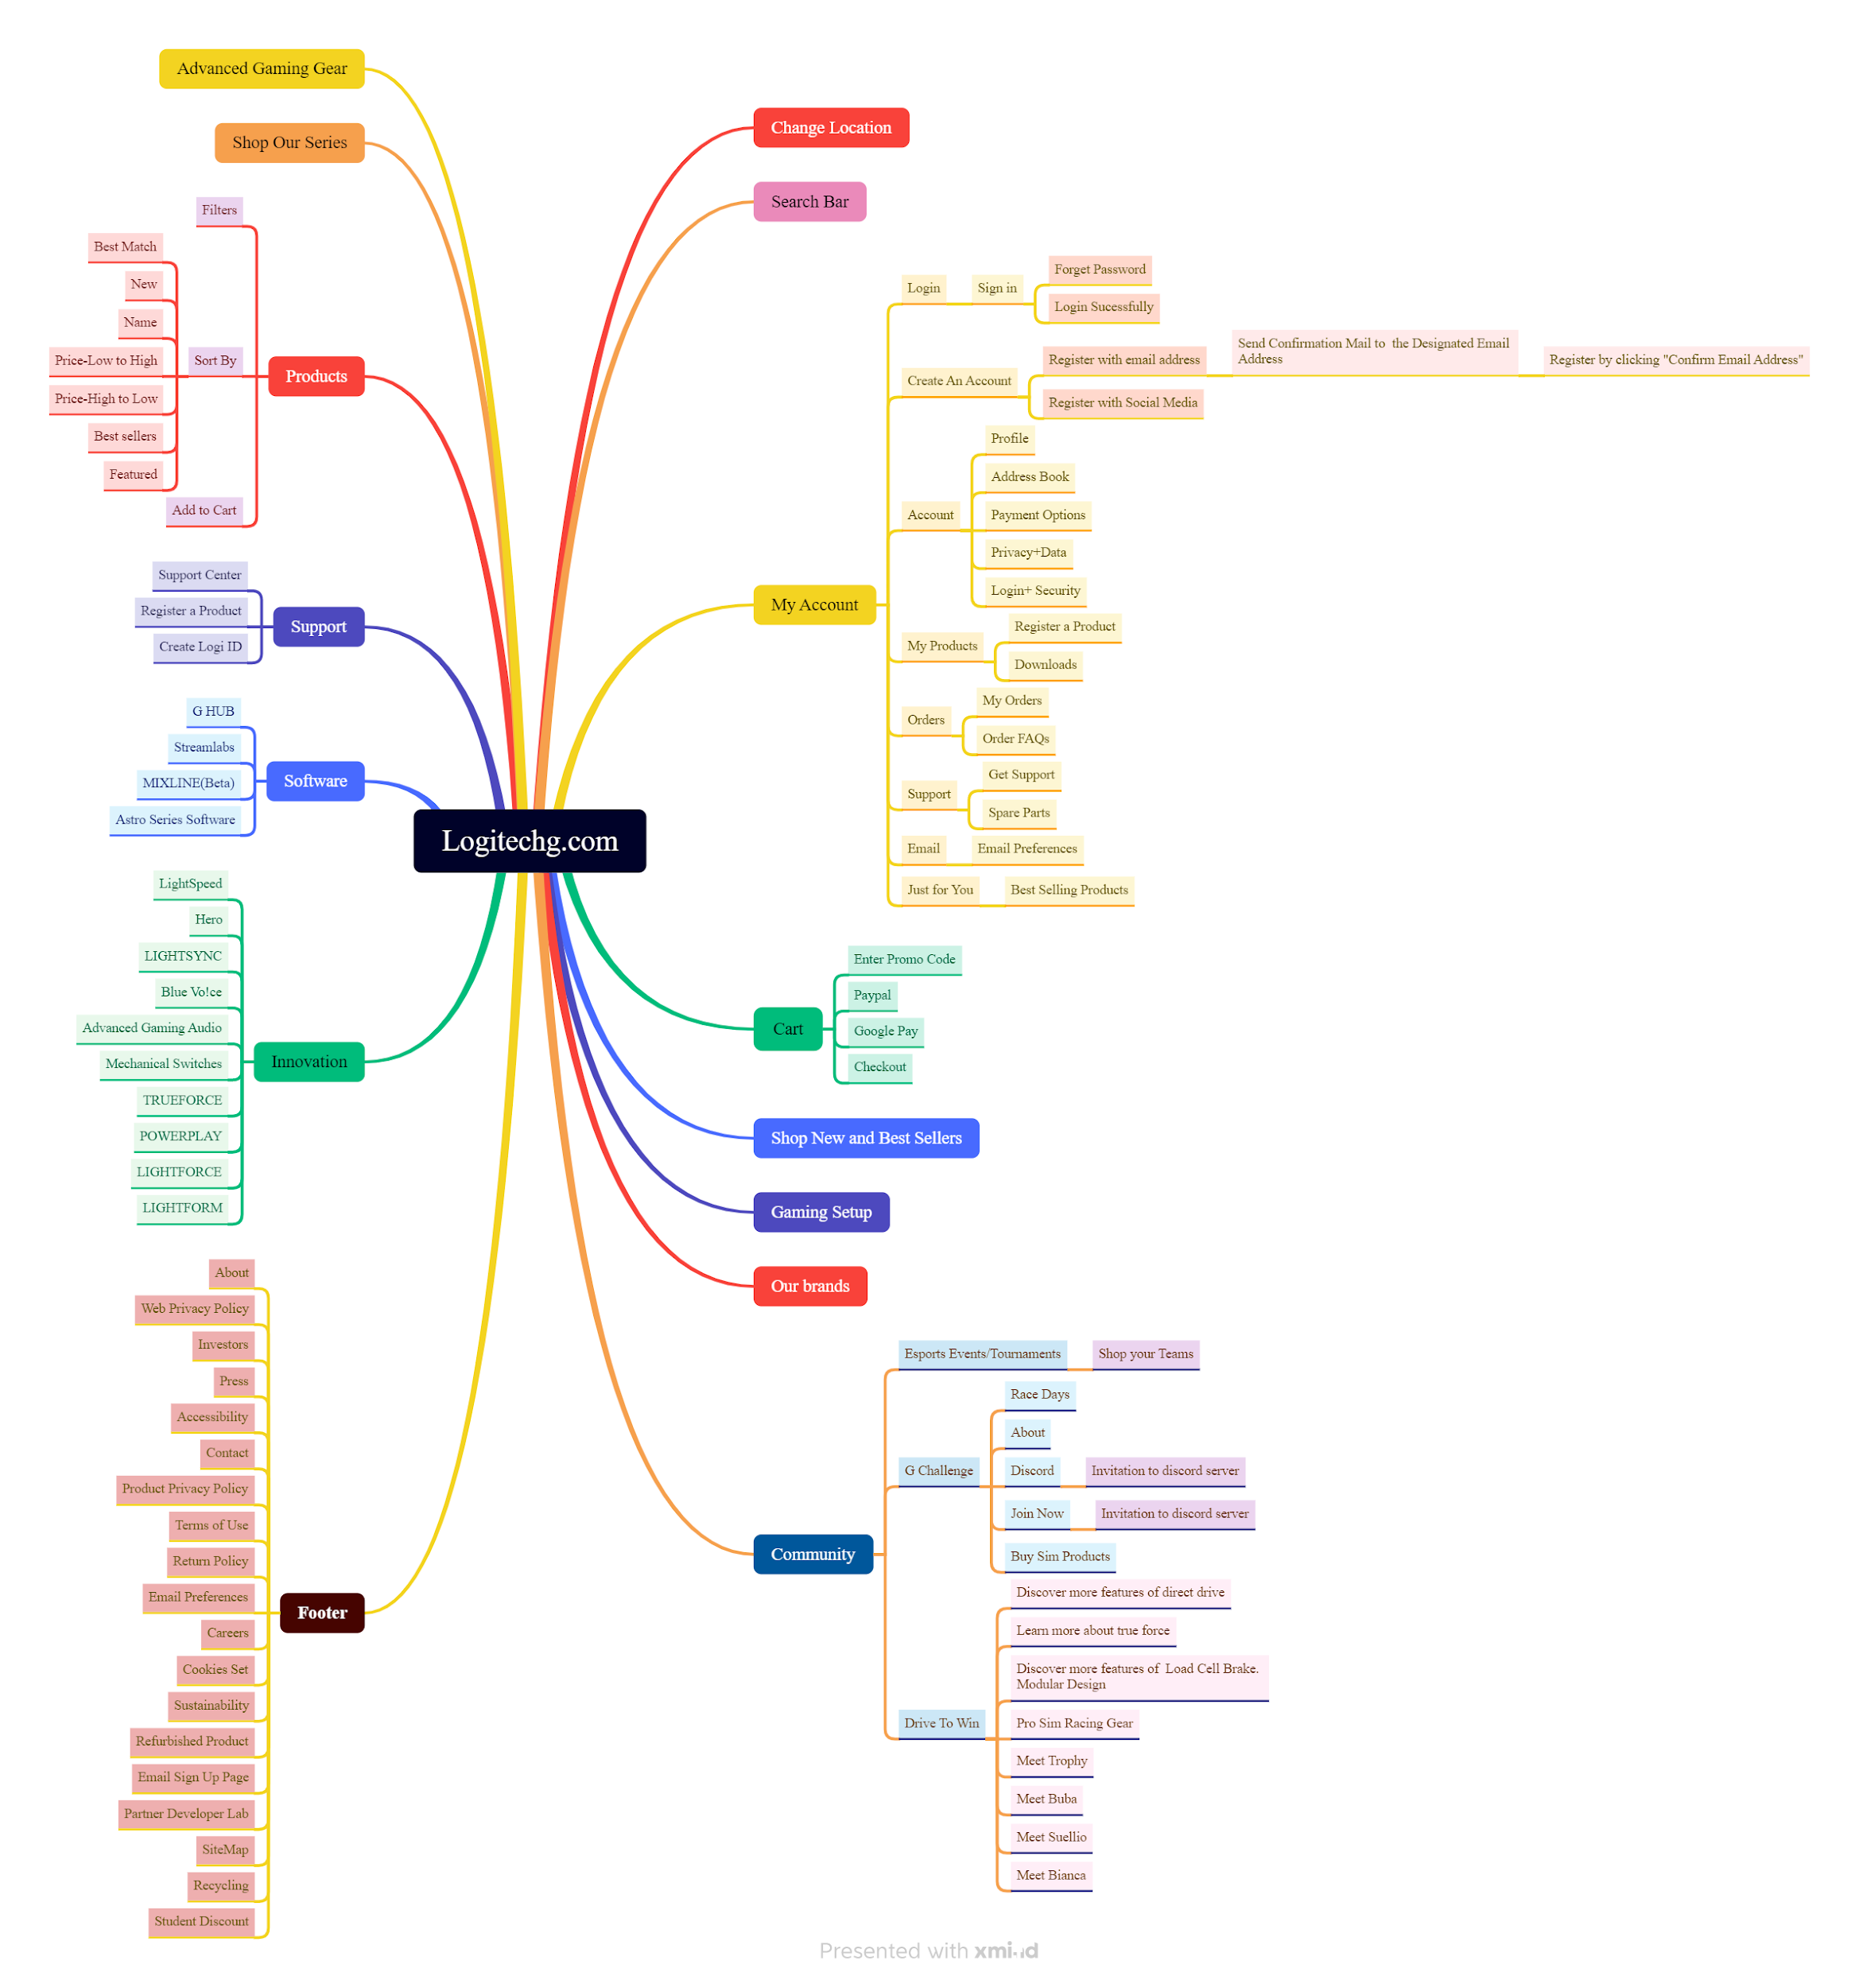 Logitechg.com
Change Location
Search Bar
My Account
Login
Sign in
Forget Password
Login Sucessfully
Create An Account
Register with email address
Send Confirmation Mail to  the Designated Email
Address
Register by clicking "Confirm Email Address"
Register with Social Media
Account
Profile
Address Book
Payment Options
Privacy+Data
Login+ Security
My Products
Register a Product
Downloads
Orders
My Orders
Order FAQs
Support
Get Support
Spare Parts
Email
Email Preferences
Just for You
Best Selling Products
Cart
Enter Promo Code
Paypal
Google Pay
Checkout
Shop New and Best Sellers
Gaming Setup
Our brands
Community
Esports Events/Tournaments
Shop your Teams
G Challenge
Race Days
About
Discord
Invitation to discord server
Join Now
Invitation to discord server
Buy Sim Products
Drive To Win
Discover more features of direct drive
Learn more about true force
Discover more features of  Load Cell Brake.
Modular Design
Pro Sim Racing Gear
Meet Trophy
Meet Buba
Meet Suellio
Meet Bianca
Advanced Gaming Gear
Shop Our Series
Products
Filters
Sort By
Best Match
New
Name
Price-Low to High
Price-High to Low
Best sellers
Featured
Add to Cart
Support
Support Center
Register a Product
Create Logi ID
Software
G HUB
Streamlabs
MIXLINE(Beta)
Astro Series Software
Innovation
LightSpeed
Hero
LIGHTSYNC
Blue Vo!ce
Advanced Gaming Audio
Mechanical Switches
TRUEFORCE
POWERPLAY
LIGHTFORCE
LIGHTFORM
Footer
About
Web Privacy Policy
Investors
Press
Accessibility
Contact
Product Privacy Policy
Terms of Use
Return Policy
Email Preferences
Careers
Cookies Set
Sustainability
Refurbished Product
Email Sign Up Page
Partner Developer Lab
SiteMap
Recycling
Student Discount
Presented with xmind